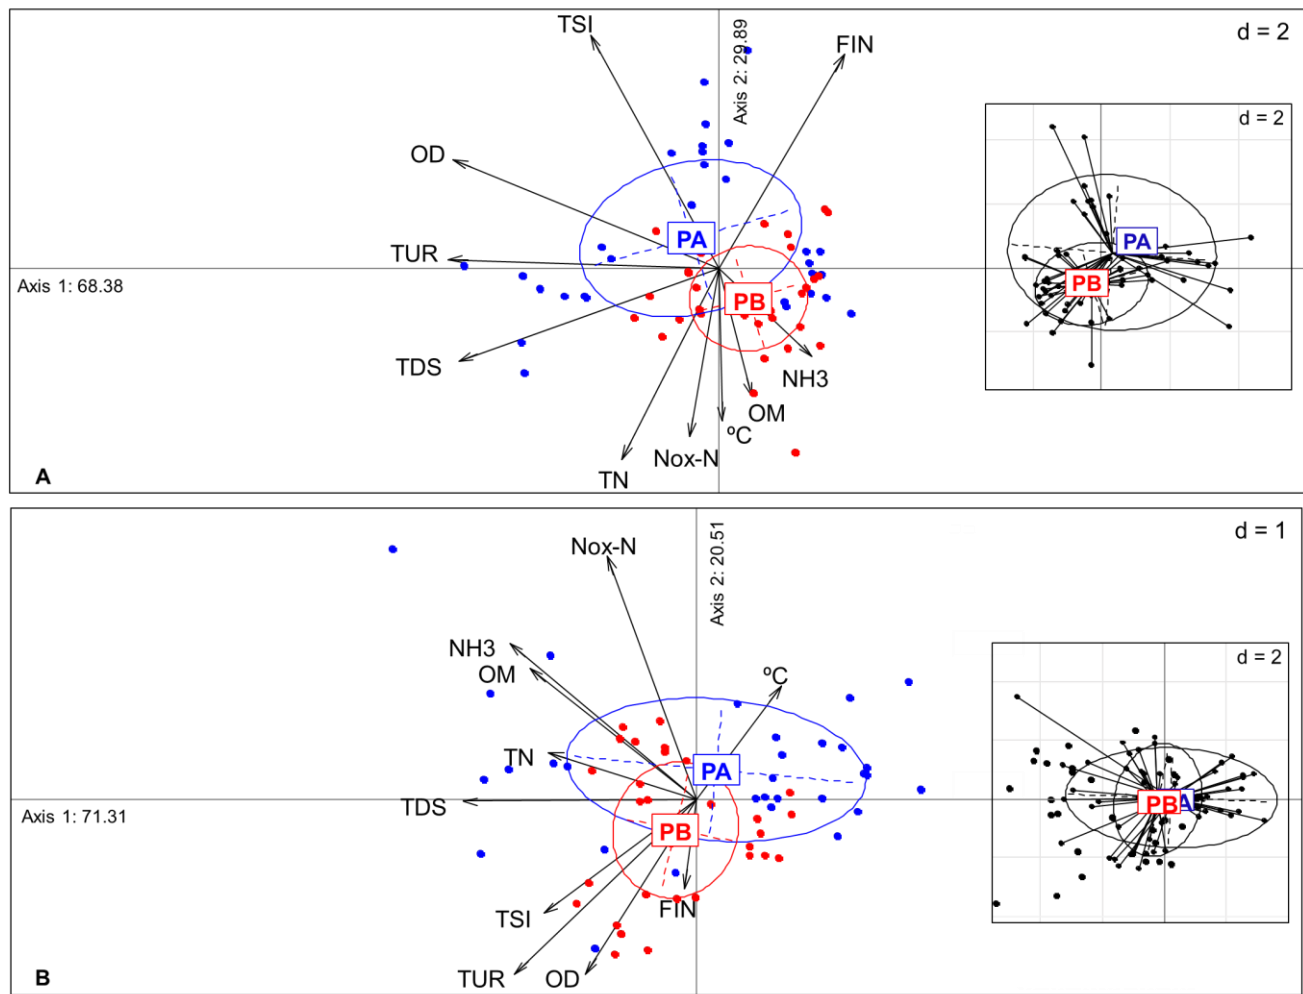 TSI
FIN
d = 2
Axis 2: 29.89
d = 2
OD
PA
PA
TUR
Axis 1: 68.38
PB
PB
TDS
NH3
OM
ºC
Nox-N
TN
A
d = 1
Nox-N
Axis 2: 20.51
NH3
d = 2
OM
ºC
TN
PA
TDS
PB
A
Axis 1: 71.31
PB
FIN
TSI
TUR
OD
B